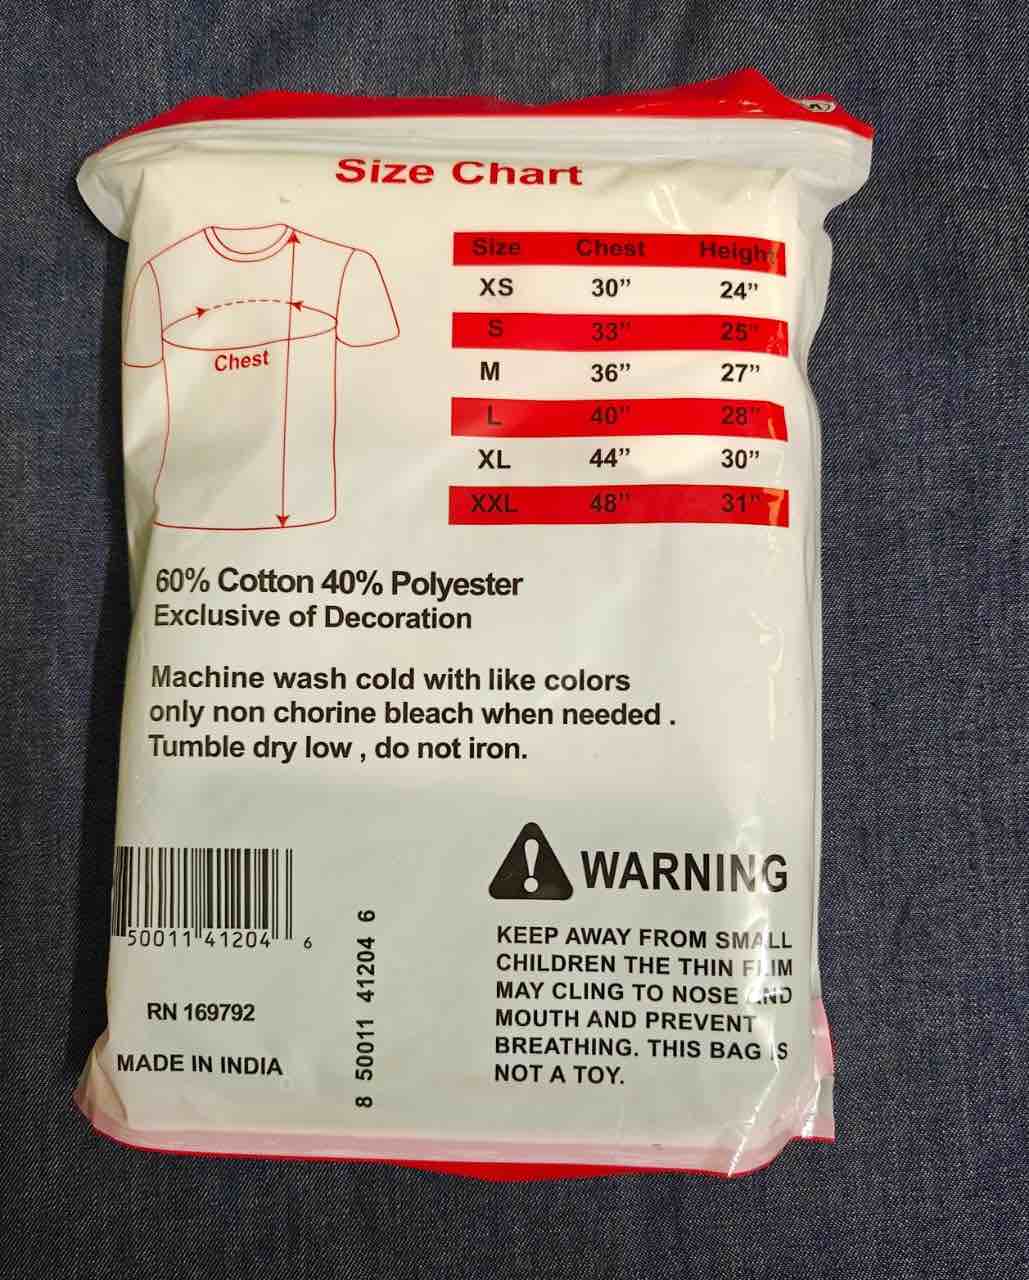 Size Chart
Size Chest Heigh
XS 30” 24”
S 33” 25”
M 36” 27”
L 40” 28”
XL 44” 30”
XXL 48” 31”
Chest
60% Cotton 40% Polyester
Exclusive of Decoration
Machine wash cold with like colors
only non chorine bleach when needed .
Tumble dry low , do not iron.
50011 41204 6
RN 169792
MADE IN INDIA
8 50011 41204 6
WARNING
KEEP AWAY FROM SMALL
CHILDREN THE THIN FLIM
MAY CLING TO NOSE AND
MOUTH AND PREVENT
BREATHING. THIS BAG IS
NOT A TOY.